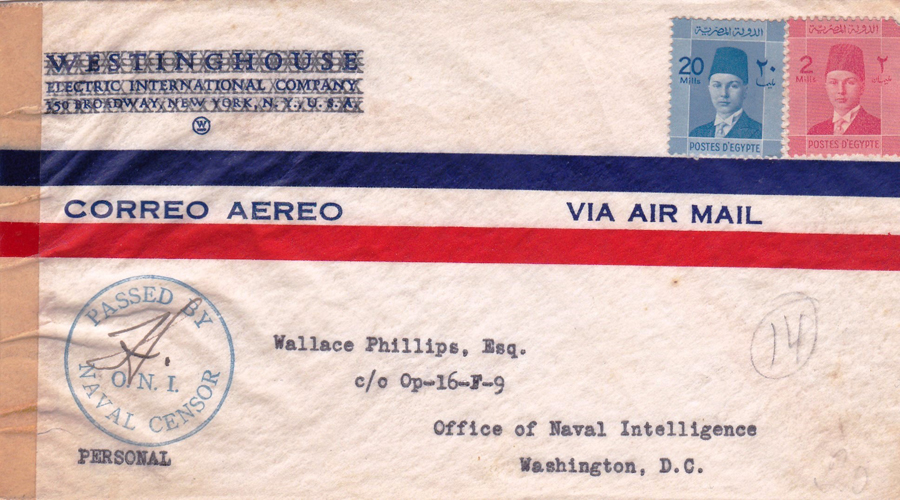 WESTINGHOUSE
ELECTRIC INTERNATIONAL COMPANY
150 BROADWAY, NEW YORK, N.Y., U.S.A.
W
الدولة المصرية
20
Mills
٢٠
مليمات
POSTES D'EGYPTE
الدولة المصرية
2
Mills
٢
مليمات
POSTES D'EGYPTE
CORREO AEREO
VIA AIR MAIL
PASSED BY
O.N.I.
NAVAL CENSOR
PERSONAL
Wallace Phillips, Esq.
c/o Op-16-F-9
Office of Naval Intelligence
Washington, D.C.
14